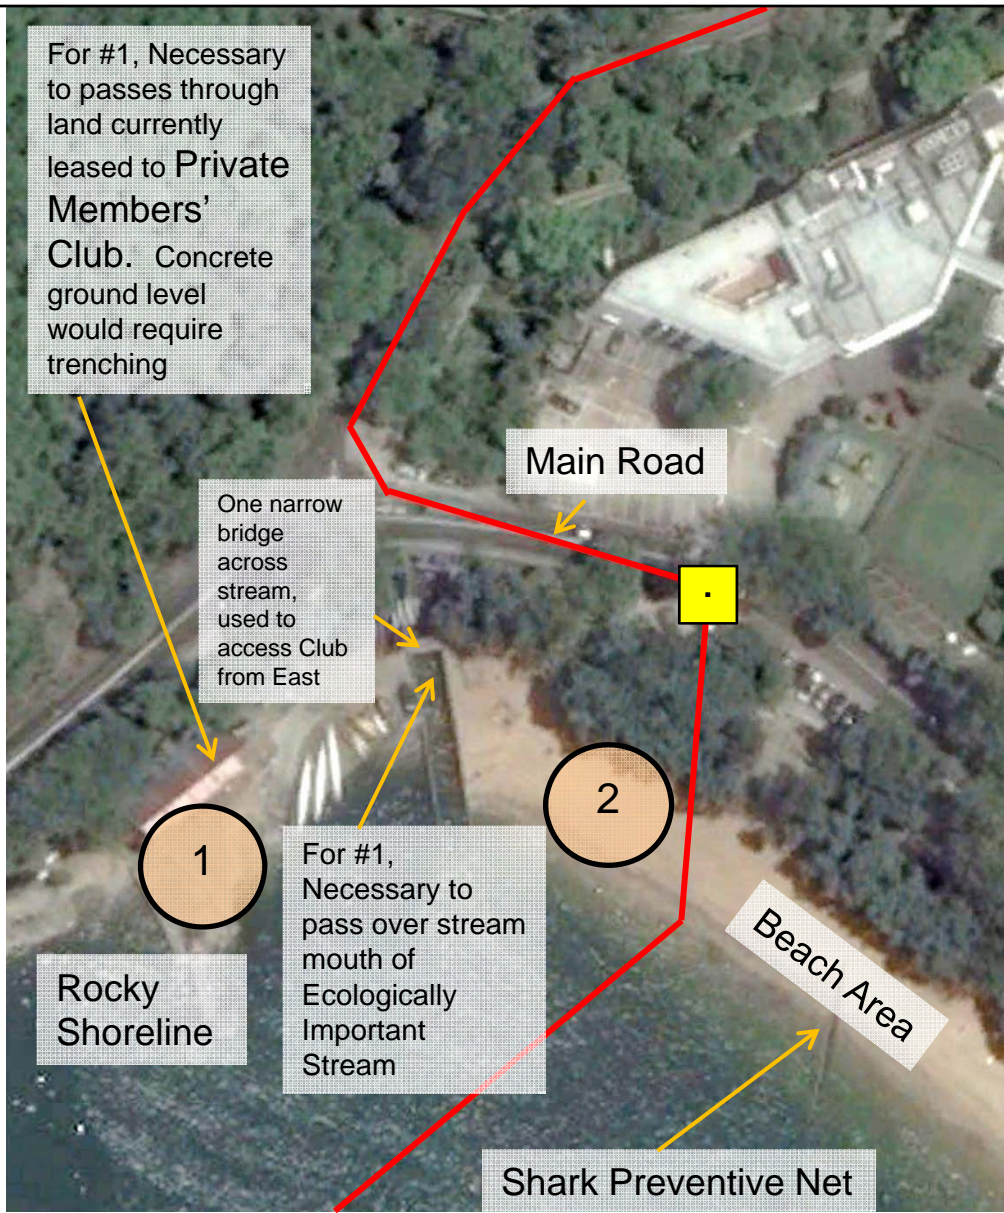 For #1, Necessary
to passes through
land currently
leased to Private
Members’
Club. Concrete
ground level
would require
trenching
Main Road
One narrow
bridge
across
stream,
used to
access Club
from East
.
2
1
For #1,
Necessary to
pass over stream
mouth of
Ecologically
Important
Stream
Rocky
Shoreline
Beach Area
Shark Preventive Net